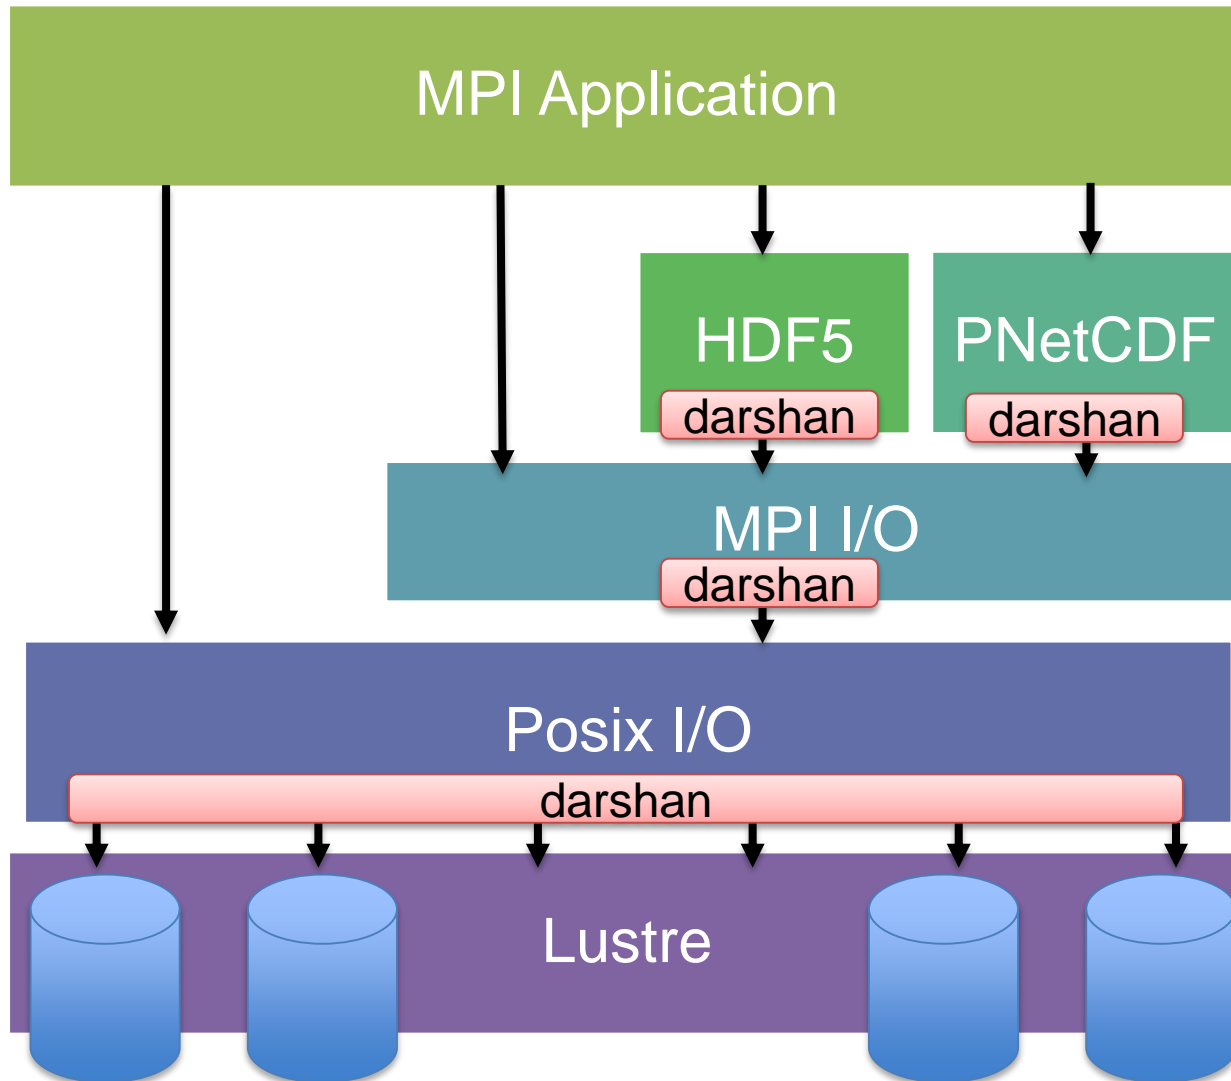 MPI Application
HDF5
PNetCDF
darshan
darshan
MPI I/O
darshan
Posix I/O
darshan
Lustre